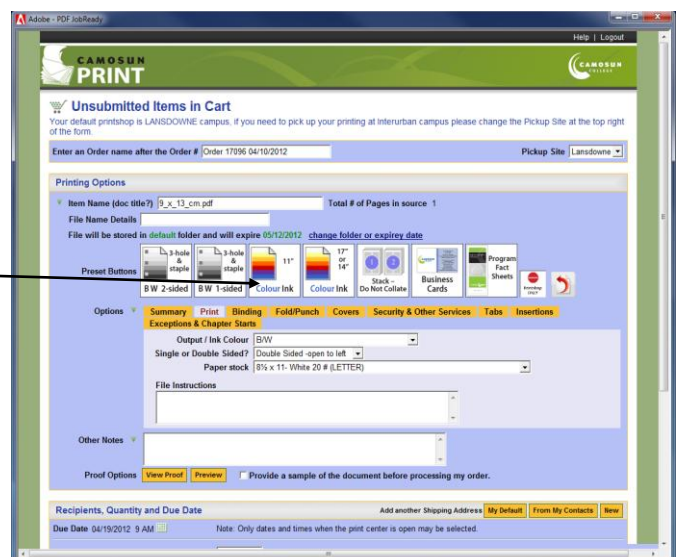 Adobe - PDF JobReady
Help | Logout
CAMOSUN
PRINT
CAMOSUN
COLLEGE
Unsubmitted Items in Cart
Your default printshop is LANSDOWNE campus, if you need to pick up your printing at Interurban campus please change the Pickup Site at the top right
of the form.
Enter an Order name after the Order # Order 17096 04/10/2012 Pickup Site Lansdowne
Printing Options
Item Name (doc title?) 9_x_13_cm.pdf Total # of Pages in source 1
File Name Details
File will be stored in default folder and will expire 05/12/2012 change folder or expirey date
Preset Buttons
3-hole & staple
BW 2-sided
3-hole & staple
BW 1-sided
11"
Colour Ink
17" or 14"
Colour Ink
1 2
Stack - Do Not Collate
Business Cards
Program Fact Sheets
Options Summary Print Binding Fold/Punch Covers Security & Other Services Tabs Insertions
Exceptions & Chapter Starts
Output / Ink Colour B/W
Single or Double Sided? Double Sided -open to left
Paper stock 8½ x 11- White 20 # (LETTER)
File Instructions
Other Notes
Proof Options View Proof Preview Provide a sample of the document before processing my order.
Recipients, Quantity and Due Date Add another Shipping Address My Default From My Contacts New
Due Date 04/19/2012 9 AM Note: Only dates and times when the print center is open may be selected.